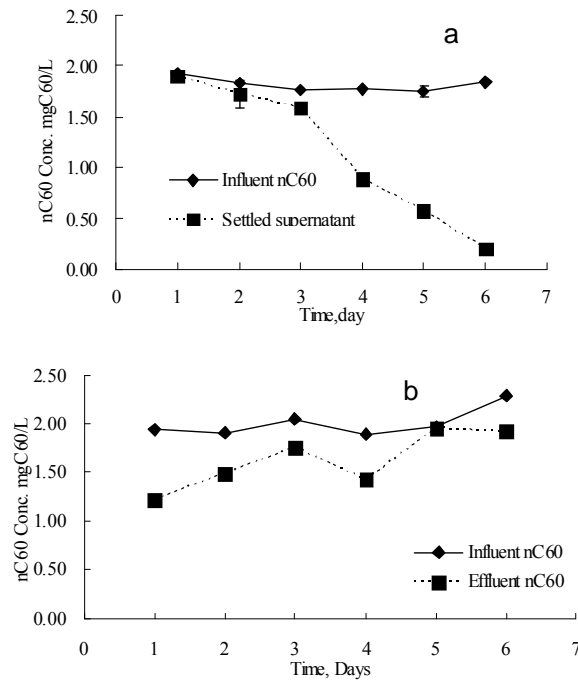 a
2.00
1.50
1.00
0.50
0.00
nC60 Conc. mgC60/L
Influent nC60
Settled supernatant
0 1 2 3 4 5 6 7
Time,day
b
2.50
2.00
1.50
1.00
0.50
0.00
nC60 Conc. mgC60/L
Influent nC60
Effluent nC60
0 1 2 3 4 5 6 7
Time, Days